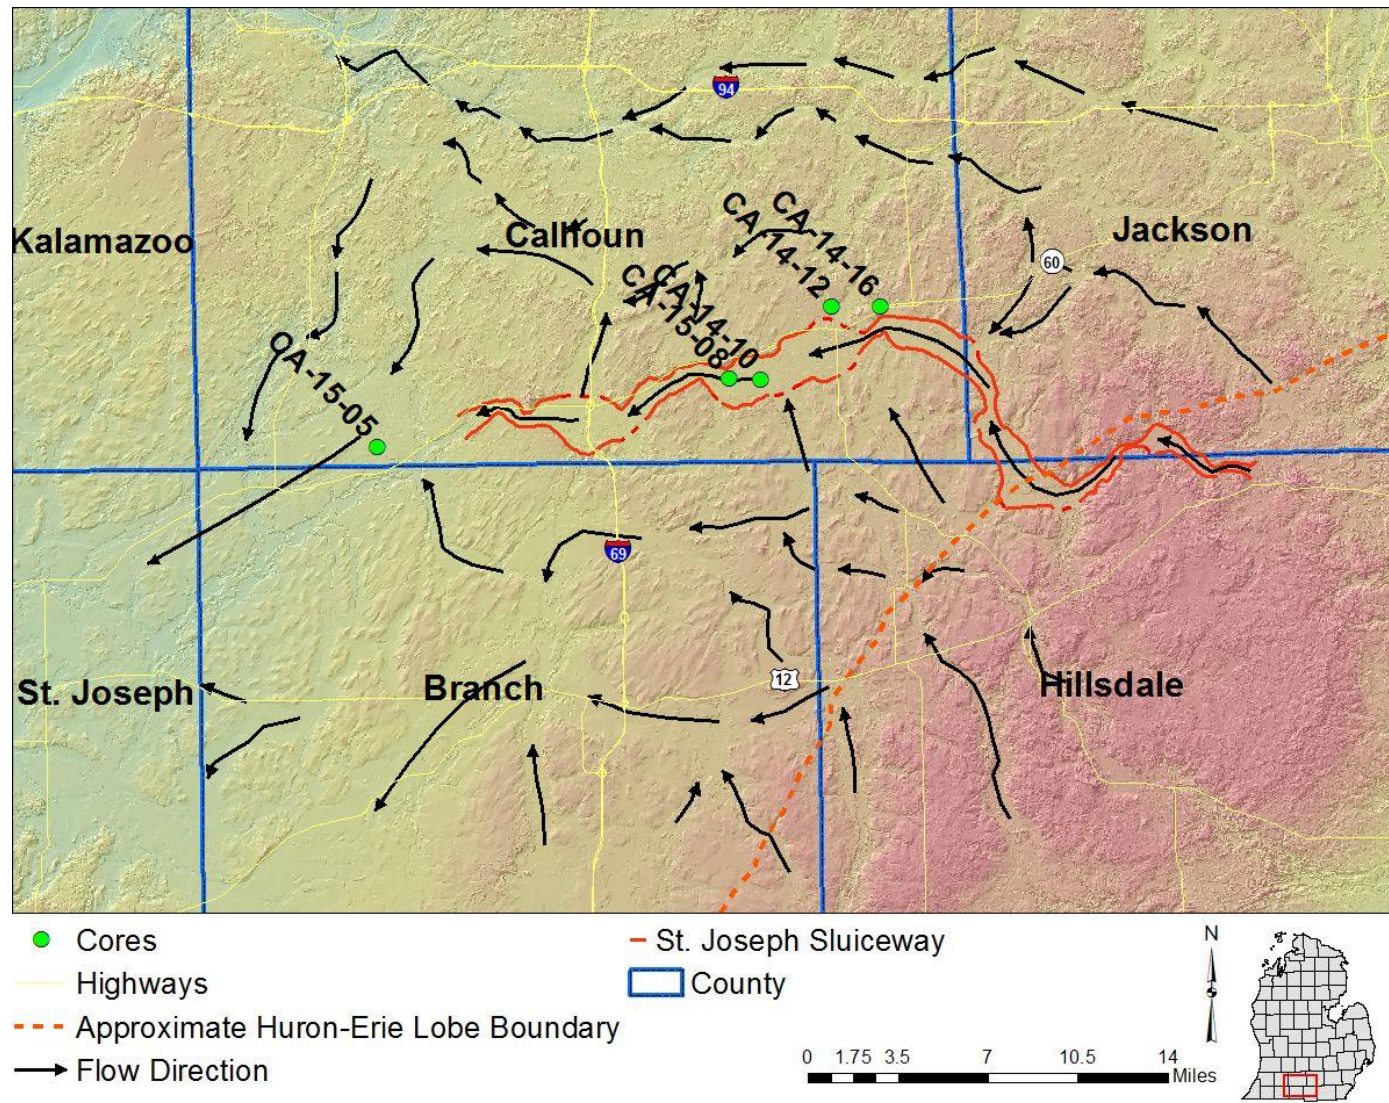 94
CA-14-16
CA-14-12
Kalamazoo
Calhoun
Jackson
60
CA-14-10
CA-15-08
CA-15-05
69
12
St. Joseph
Branch
Hillsdale
Cores
St. Joseph Sluiceway
N
Highways
County
Approximate Huron-Erie Lobe Boundary
0 1.75 3.5 7 10.5 14
Flow Direction
Miles